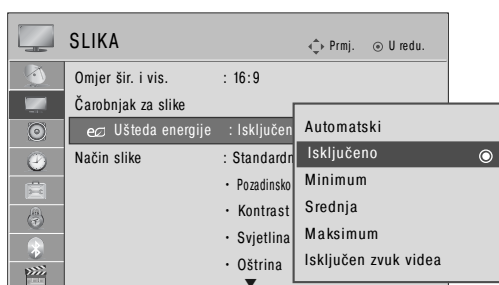 SLIKA
Prmj.
U redu.
Omjer šir. i vis. : 16:9
Čarobnjak za slike
Ušteda energije : Isključen
Način slike : Standardn
• Pozadinsko
• Kontrast
• Svjetlina
• Oštrina
Automatski
Isključeno
Minimum
Srednja
Maksimum
Isključen zvuk videa